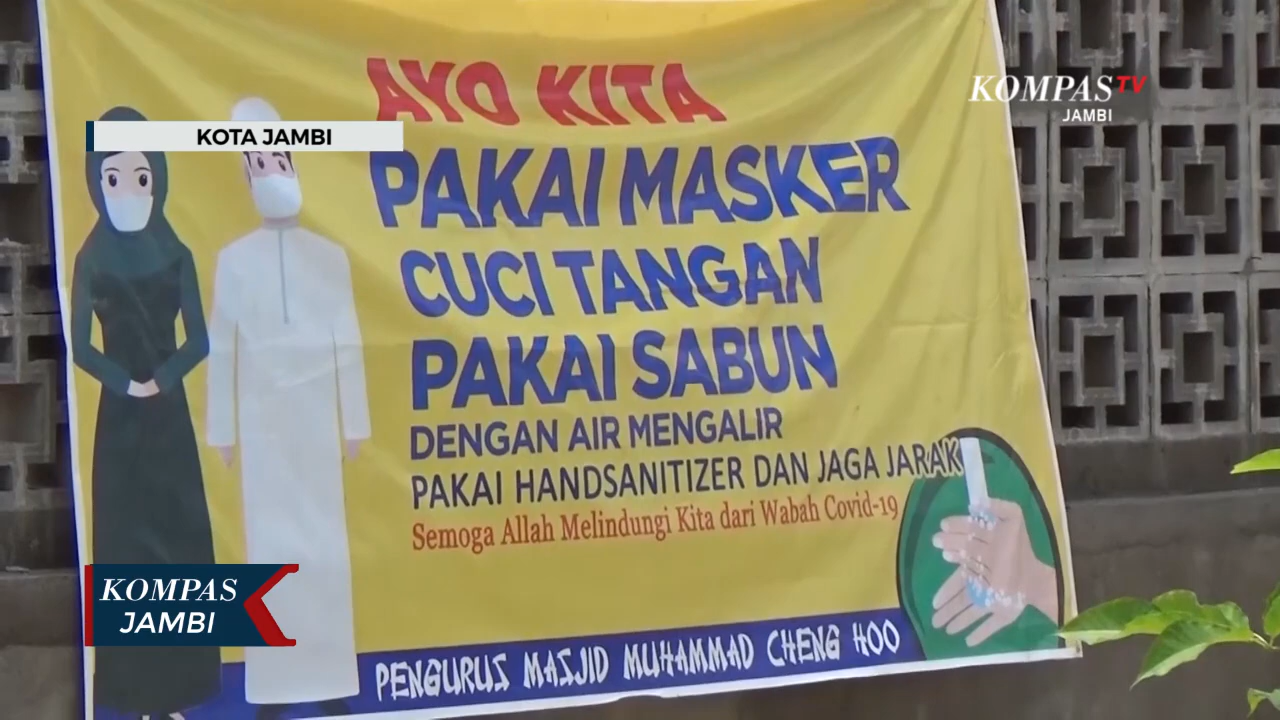 KOMPAS TV
JAMBI
KOTA JAMBI
AYO KITA
PAKAI MASKER
CUCI TANGAN
PAKAI SABUN
DENGAN AIR MENGALIR
PAKAI HANDSANITIZER DAN JAGA JARAK
Semoga Allah Melindungi Kita dari Wabah Covid-19
PENGURUS MASJID MUHAMMAD CHENG HOO
KOMPAS
JAMBI